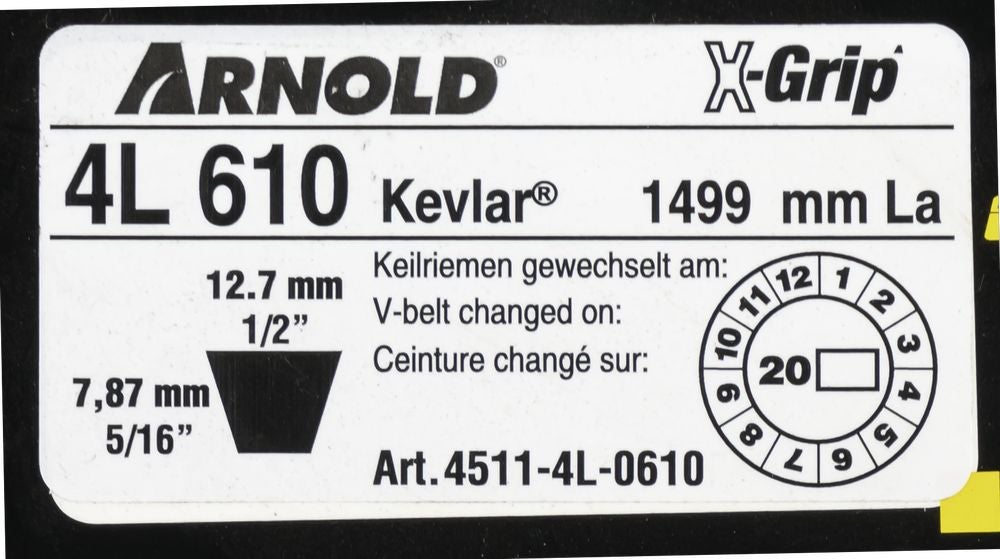 ARNOLD®
X-Grip
4L 610 Kevlar® 1499 mm La
12.7 mm
1/2”
7,87 mm
5/16”
Keilriemen gewechselt am:
V-belt changed on:
Ceinture changé sur:
Art. 4511-4L-0610
12 1 2 3 4 5 6 7 8 9 10 11
20